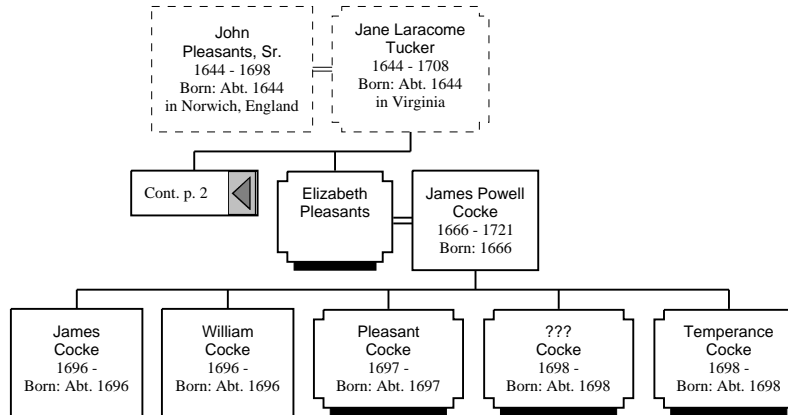 John
Pleasants, Sr.
1644 - 1698
Born: Abt. 1644
in Norwich, England
Jane Laracome
Tucker
1644 - 1708
Born: Abt. 1644
in Virginia
Cont. p. 2
Elizabeth
Pleasants
James Powell
Cocke
1666 - 1721
Born: 1666
James
Cocke
1696 -
Born: Abt. 1696
William
Cocke
1696 -
Born: Abt. 1696
Pleasant
Cocke
1697 -
Born: Abt. 1697
???
Cocke
1698 -
Born: Abt. 1698
Temperance
Cocke
1698 -
Born: Abt. 1698